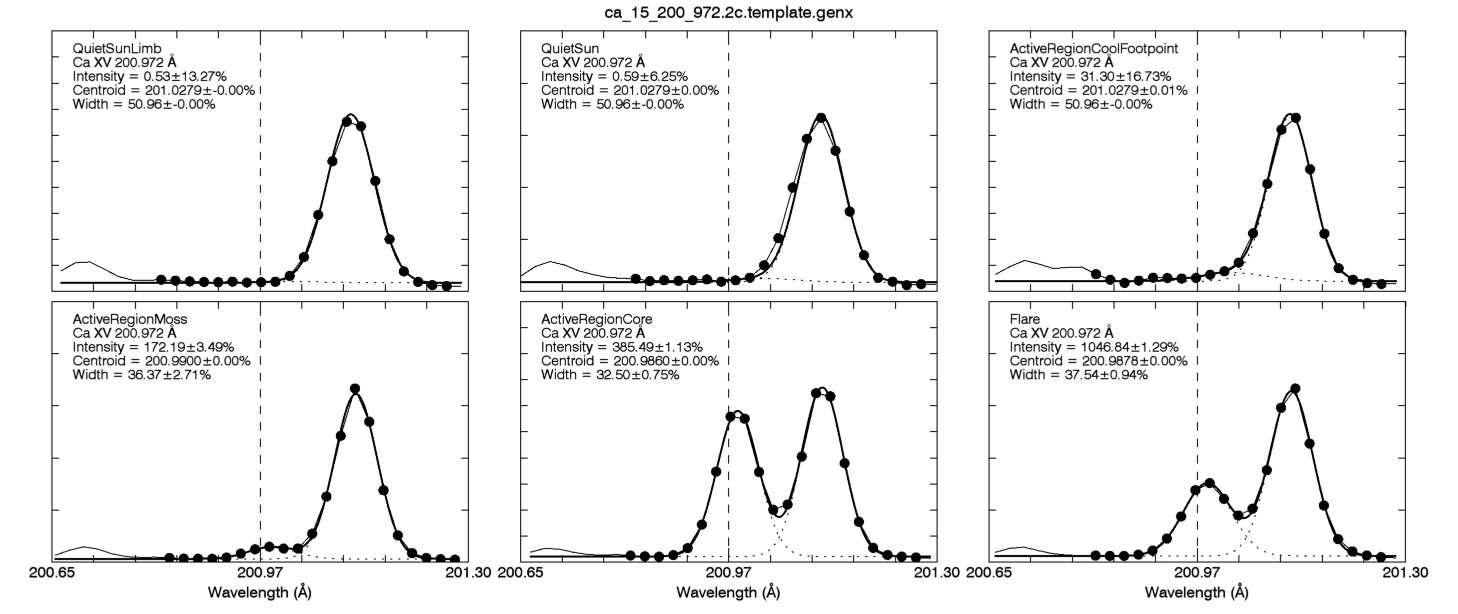 ca_15_200_972.2c.template.genx
QuietSunLimb
Ca XV 200.972 Å
Intensity = 0.53±13.27%
Centroid = 201.0279±-0.00%
Width = 50.96±-0.00%
QuietSun
Ca XV 200.972 Å
Intensity = 0.59±6.25%
Centroid = 201.0279±0.00%
Width = 50.96±-0.00%
ActiveRegionCoolFootpoint
Ca XV 200.972 Å
Intensity = 31.30±16.73%
Centroid = 201.0279±0.01%
Width = 50.96±-0.00%
ActiveRegionMoss
Ca XV 200.972 Å
Intensity = 172.19±3.49%
Centroid = 200.9900±0.00%
Width = 36.37±2.71%
ActiveRegionCore
Ca XV 200.972 Å
Intensity = 385.49±1.13%
Centroid = 200.9860±0.00%
Width = 32.50±0.75%
Flare
Ca XV 200.972 Å
Intensity = 1046.84±1.29%
Centroid = 200.9878±0.00%
Width = 37.54±0.94%
200.65 200.97 201.30 200.65 200.97 201.30 200.65 200.97 201.30
Wavelength (Å) Wavelength (Å) Wavelength (Å)